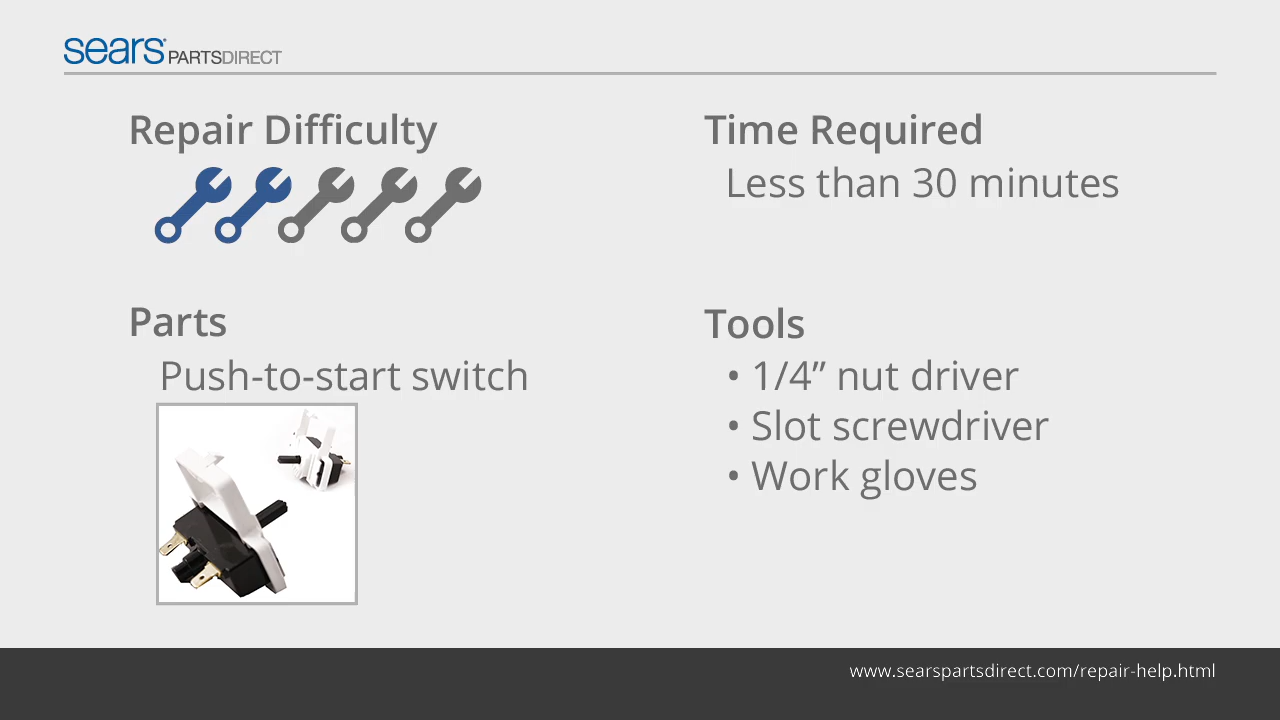 sears PARTSDIRECT
Repair Difficulty
Time Required
Less than 30 minutes
Parts
Push-to-start switch
Tools
• 1/4” nut driver
• Slot screwdriver
• Work gloves
www.searspartsdirect.com/repair-help.html